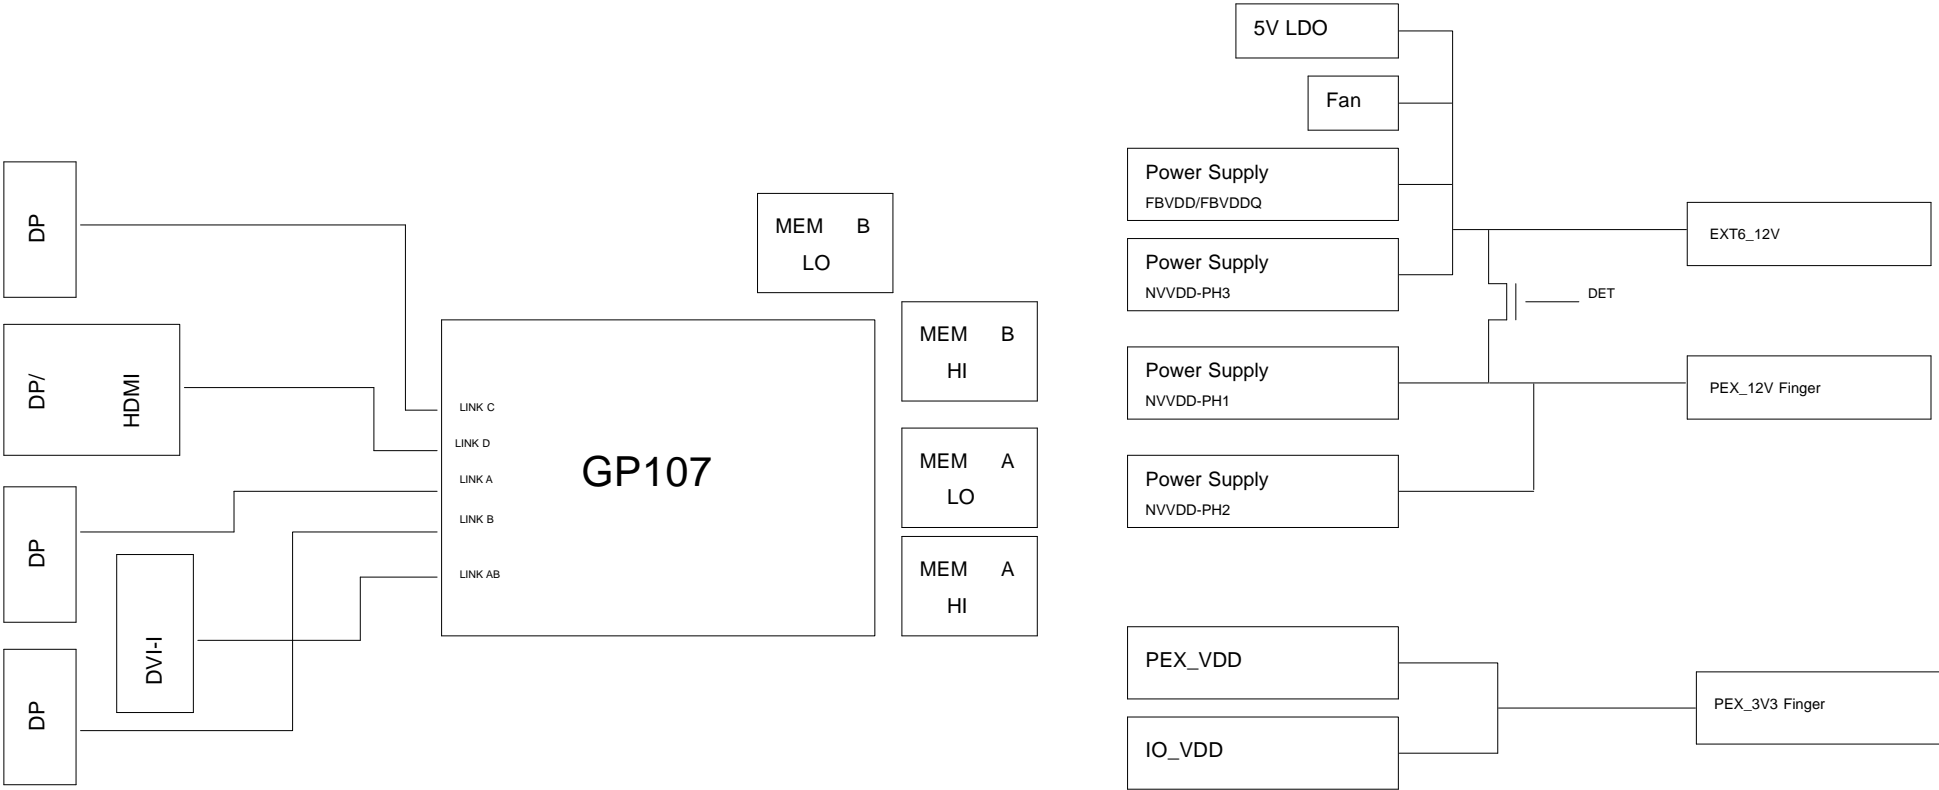 DP
DP/
HDMI
DP
DVI-I
DP
LINK C
LINK D
LINK A
LINK B
LINK AB
GP107
MEM B
LO
MEM B
HI
MEM A
LO
MEM A
HI
5V LDO
Fan
Power Supply
FBVDD/FBVDDQ
Power Supply
NVVDD-PH3
Power Supply
NVVDD-PH1
Power Supply
NVVDD-PH2
EXT6_12V
DET
PEX_12V Finger
PEX_VDD
IO_VDD
PEX_3V3 Finger